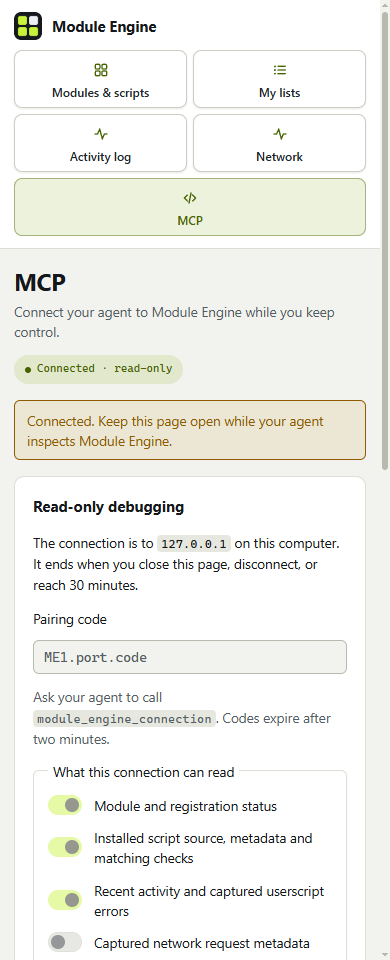 Module Engine
Modules & scripts
My lists
Activity log
Network
MCP
MCP
Connect your agent to Module Engine while you keep
control.
Connected · read-only
Connected. Keep this page open while your agent
inspects Module Engine.
Read-only debugging
The connection is to 127.0.0.1 on this computer.
It ends when you close this page, disconnect, or
reach 30 minutes.
Pairing code
ME1.port.code
Ask your agent to call
module_engine_connection. Codes expire after
two minutes.
What this connection can read
Module and registration status
Installed script source, metadata and
matching checks
Recent activity and captured userscript
errors
Captured network request metadata